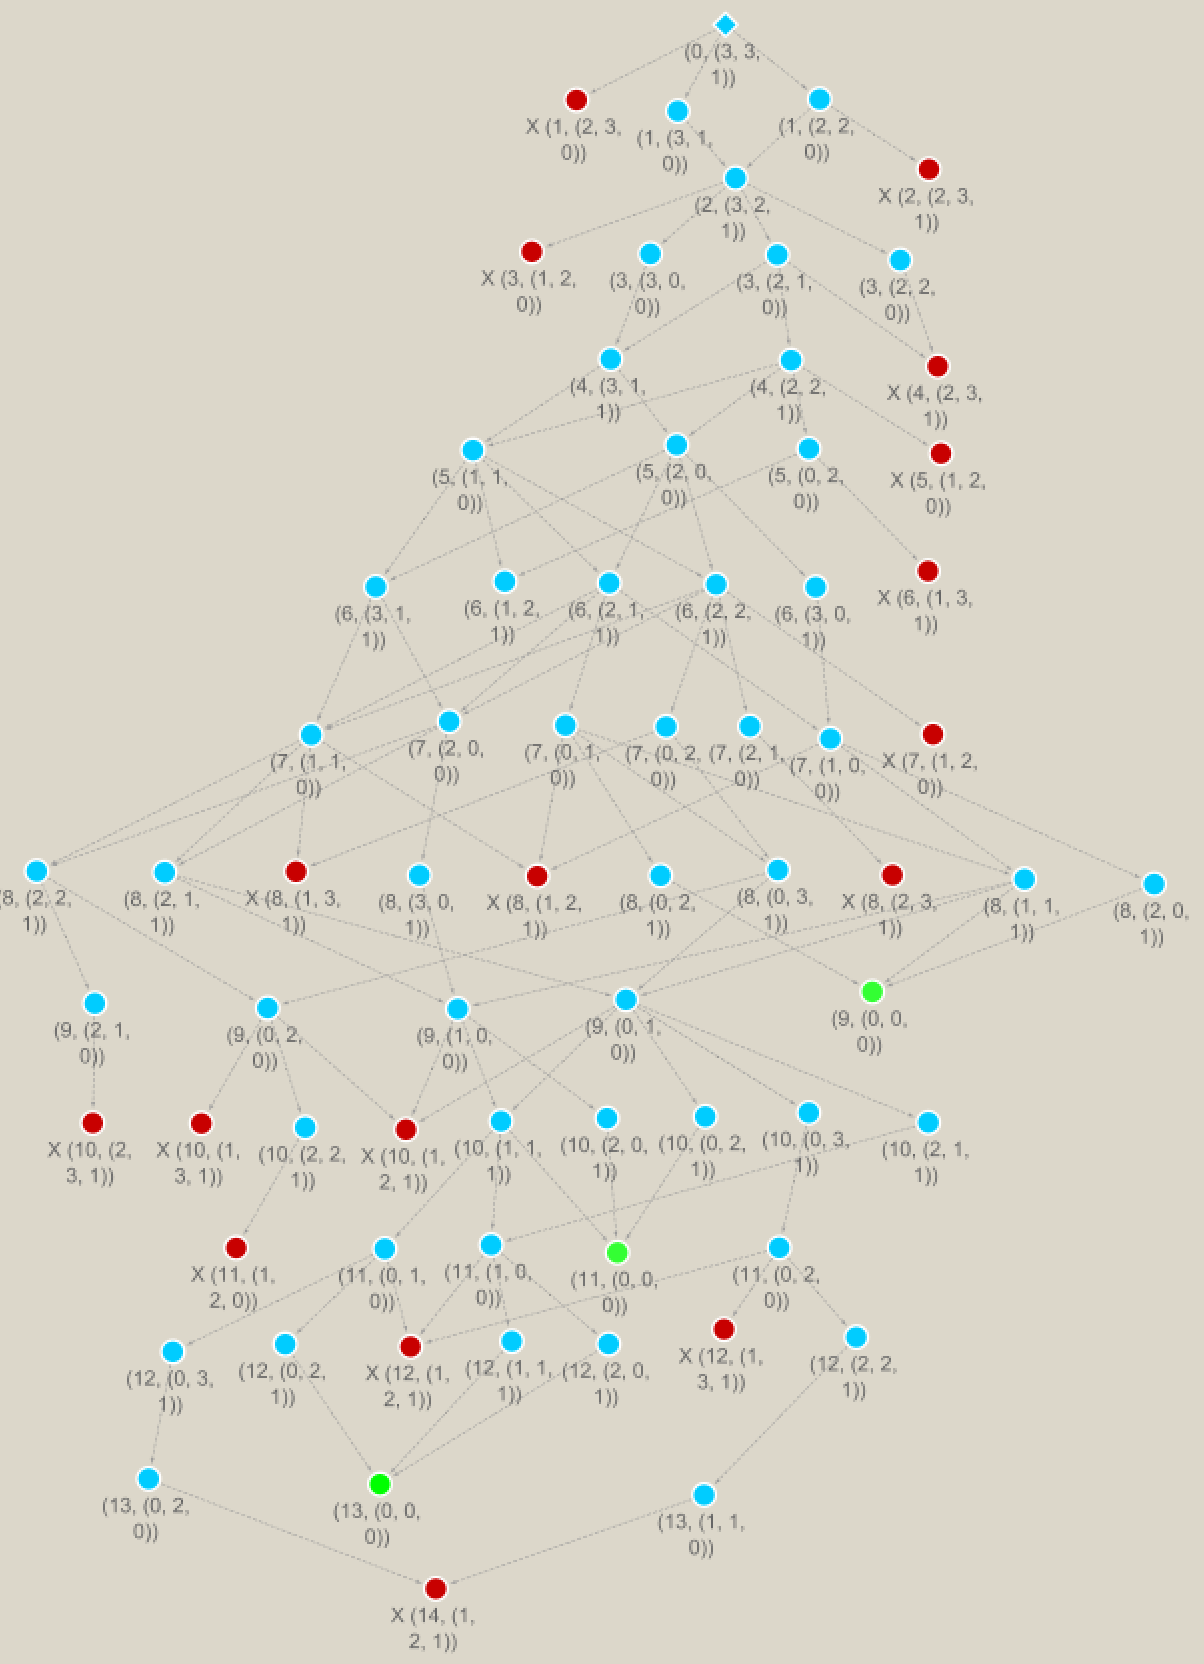 (0, (3, 3,
1))
X (1, (2, 3,
0))
(1, (3, 1,
0))
(1, (2, 2,
0))
X (2, (2, 3,
1))
(2, (3, 2,
1))
X (3, (1, 2,
0))
(3, (3, 0,
0))
(3, (2, 1,
0))
(3, (2, 2,
0))
(4, (3, 1,
1))
(4, (2, 2,
1))
X (4, (2, 3,
1))
(5, (1, 1,
0))
(5, (2, 0,
0))
(5, (0, 2,
0))
X (5, (1, 2,
0))
(6, (3, 1,
1))
(6, (1, 2,
1))
(6, (2, 1,
1))
(6, (2, 2,
1))
(6, (3, 0,
1))
X (6, (1, 3,
1))
(7, (1, 1,
0))
(7, (2, 0,
0))
(7, (0, 1,
0))
(7, (0, 2,
0))
(7, (2, 1,
0))
(7, (1, 0,
0))
X (7, (1, 2,
0))
(8, (2, 2,
1))
(8, (2, 1,
1))
X (8, (1, 3,
1))
(8, (3, 0,
1))
X (8, (1, 2,
1))
(8, (0, 2,
1))
(8, (0, 3,
1))
X (8, (2, 3,
1))
(8, (1, 1,
1))
(8, (2, 0,
1))
(9, (2, 1,
0))
(9, (0, 2,
0))
(9, (1, 0,
0))
(9, (0, 1,
0))
(9, (0, 0,
0))
X (10, (2,
3, 1))
X (10, (1,
3, 1))
(10, (2, 2,
1))
X (10, (1,
2, 1))
(10, (1, 1,
1))
(10, (2, 0,
1))
(10, (0, 2,
1))
(10, (0, 3,
1))
(10, (2, 1,
1))
X (11, (1,
2, 0))
(11, (0, 1,
0))
(11, (1, 0,
0))
(11, (0, 0,
0))
(11, (0, 2,
0))
(12, (0, 3,
1))
(12, (0, 2,
1))
X (12, (1,
2, 1))
(12, (1, 1,
1))
(12, (2, 0,
1))
X (12, (1,
3, 1))
(12, (2, 2,
1))
(13, (0, 2,
0))
(13, (0, 0,
0))
(13, (1, 1,
0))
X (14, (1,
2, 1))